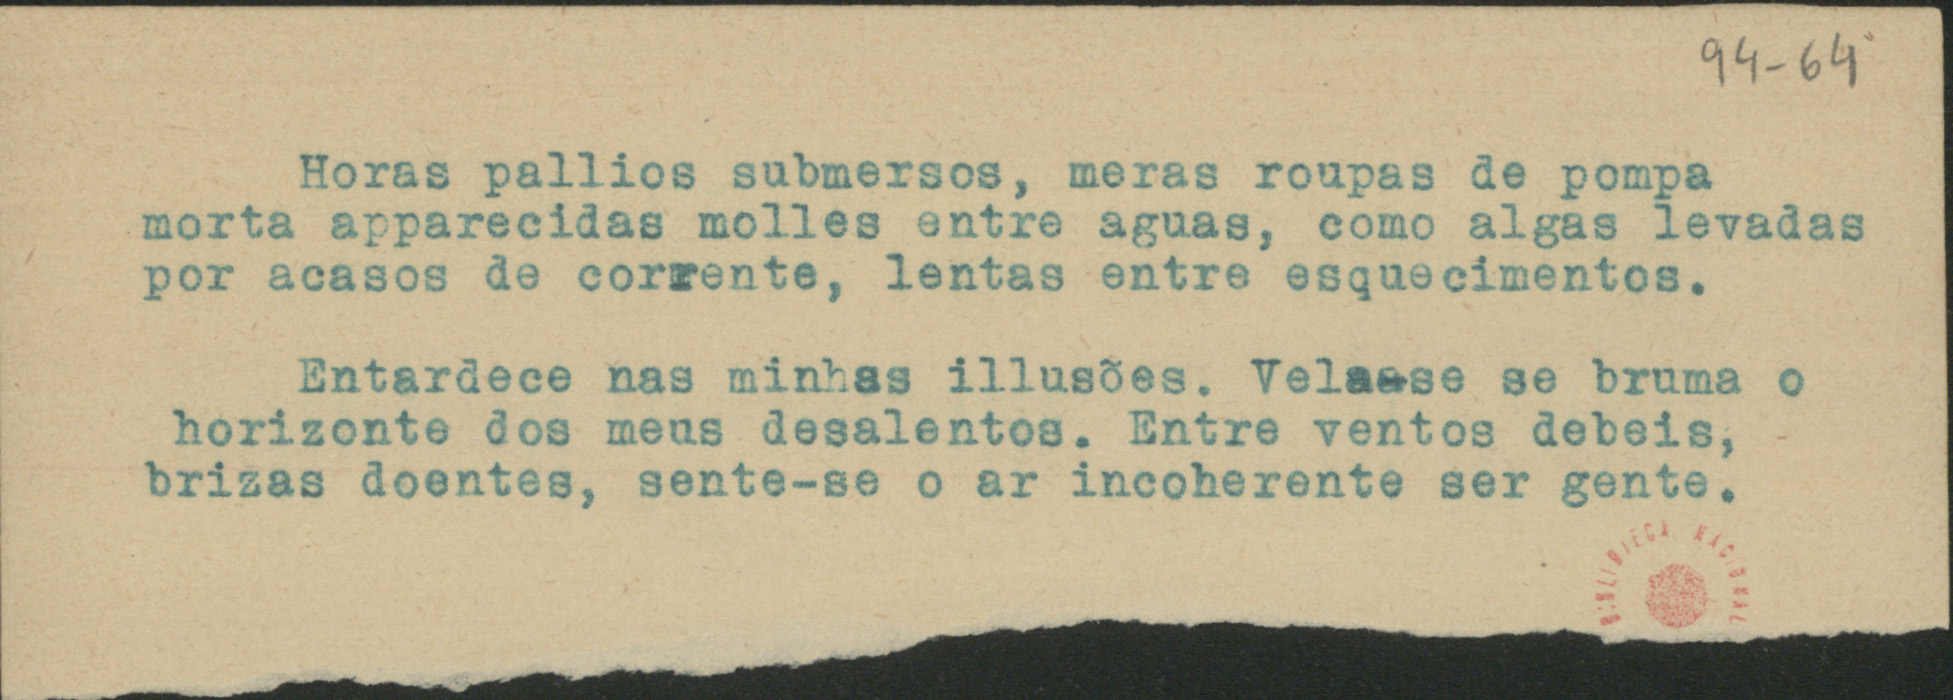 94-64
Horas pallios submersos, meras roupas de pompa
morta apparecidas molles entre aguas, como algas levadas
por acasos de corrente, lentas entre esquecimentos.
Entardece nas minhas illusões. Vela-se se bruma o
horizonte dos meus desalentos. Entre ventos debeis,
brizas doentes, sente-se o ar incoherente ser gente.
BIBLIOTECA NACIONAL